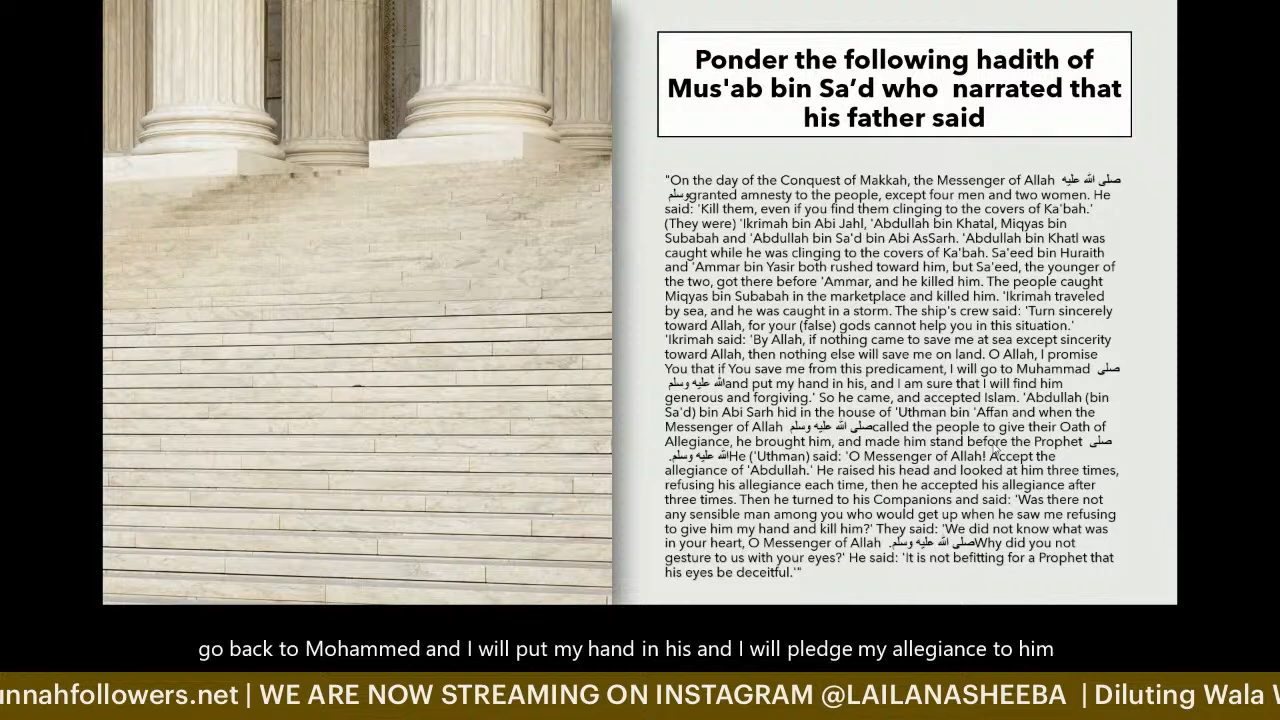 Ponder the following hadith of
Mus'ab bin Sa’d who narrated that
his father said
"On the day of the Conquest of Makkah, the Messenger of Allah صلى الله عليه
وسلمgranted amnesty to the people, except four men and two women. He
said: 'Kill them, even if you find them clinging to the covers of Ka'bah.'
(They were) 'Ikrimah bin Abi Jahl, 'Abdullah bin Khatal, Miqyas bin
Subabah and 'Abdullah bin Sa'd bin Abi AsSarh. 'Abdullah bin Khatl was
caught while he was clinging to the covers of Ka'bah. Sa'eed bin Huraith
and 'Ammar bin Yasir both rushed toward him, but Sa'eed, the younger of
the two, got there before 'Ammar, and he killed him. The people caught
Miqyas bin Subabah in the marketplace and killed him. 'Ikrimah traveled
by sea, and he was caught in a storm. The ship's crew said: 'Turn sincerely
toward Allah, for your (false) gods cannot help you in this situation.'
'Ikrimah said: 'By Allah, if nothing came to save me at sea except sincerity
toward Allah, then nothing else will save me on land. O Allah, I promise
You that if You save me from this predicament, I will go to Muhammad صلى
الله عليه وسلمand put my hand in his, and I am sure that I will find him
generous and forgiving.' So he came, and accepted Islam. 'Abdullah (bin
Sa'd) bin Abi Sarh hid in the house of 'Uthman bin 'Affan and when the
Messenger of Allah صلى الله عليه وسلمcalled the people to give their Oath of
Allegiance, he brought him, and made him stand before the Prophet صلى
الله عليه وسلم.He ('Uthman) said: 'O Messenger of Allah! Accept the
allegiance of 'Abdullah.' He raised his head and looked at him three times,
refusing his allegiance each time, then he accepted his allegiance after
three times. Then he turned to his Companions and said: 'Was there not
any sensible man among you who would get up when he saw me refusing
to give him my hand and kill him?' They said: 'We did not know what was
in your heart, O Messenger of Allah صلى الله عليه وسلم.Why did you not
gesture to us with your eyes?' He said: 'It is not befitting for a Prophet that
his eyes be deceitful.'"
go back to Mohammed and I will put my hand in his and I will pledge my allegiance to him
unnahfollowers.net | WE ARE NOW STREAMING ON INSTAGRAM @LAILANASHEEBA | Diluting Wala